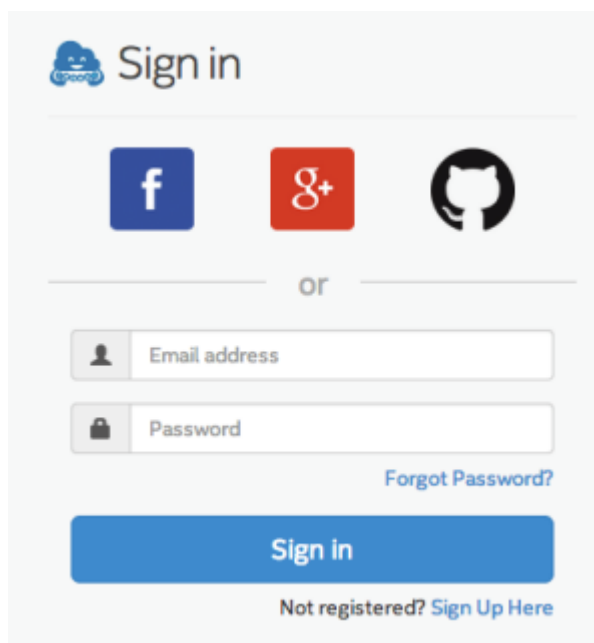 Sign in
f g+
or
Email address
Password
Forgot Password?
Sign in
Not registered? Sign Up Here